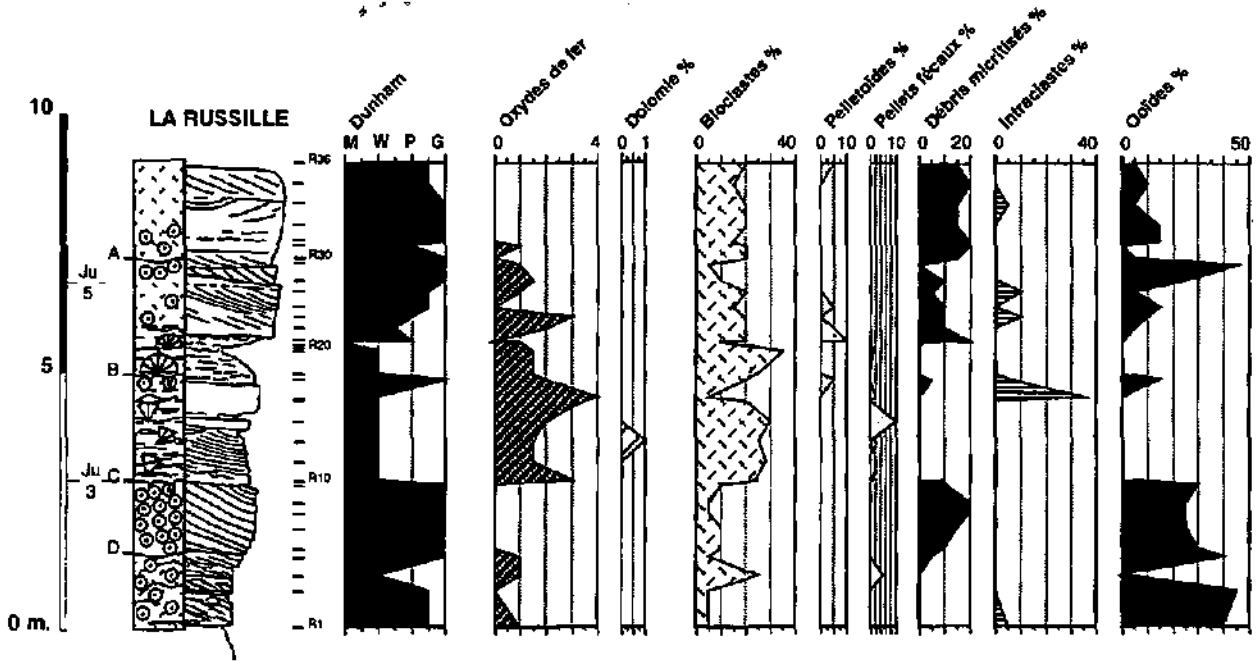 Dunham
Oxydes de fer
Dolomie %
Bioclastes %
Pelletoïdes %
Pellets fécaux %
Débris micritisés %
Intraclastes %
Ooïdes %
10
LA RUSSILLE
M W P G
0 4
0 1
0 40
0 10
0 10
0 20
0 40
0 50
R36
A
R30
Ju
5
R20
5
B
Ju
3
C
R10
D
0 m.
R1